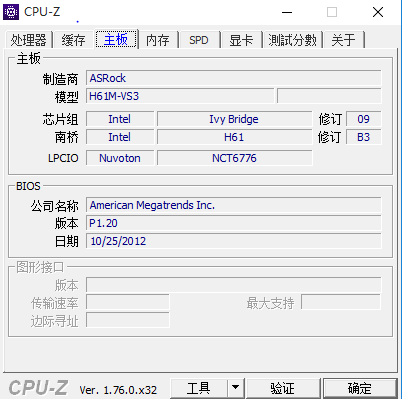 CPU-Z
处理器 缓存 主板 内存 SPD 显卡 測試分數 关于
主板
制造商 ASRock
模型 H61M-VS3
芯片组 Intel Ivy Bridge 修订 09
南桥 Intel H61 修订 B3
LPCIO Nuvoton NCT6776
BIOS
公司名称 American Megatrends Inc.
版本 P1.20
日期 10/25/2012
图形接口
版本
传输速率 最大支持
边际寻址
CPU-Z Ver. 1.76.0.x32 工具 验证 确定